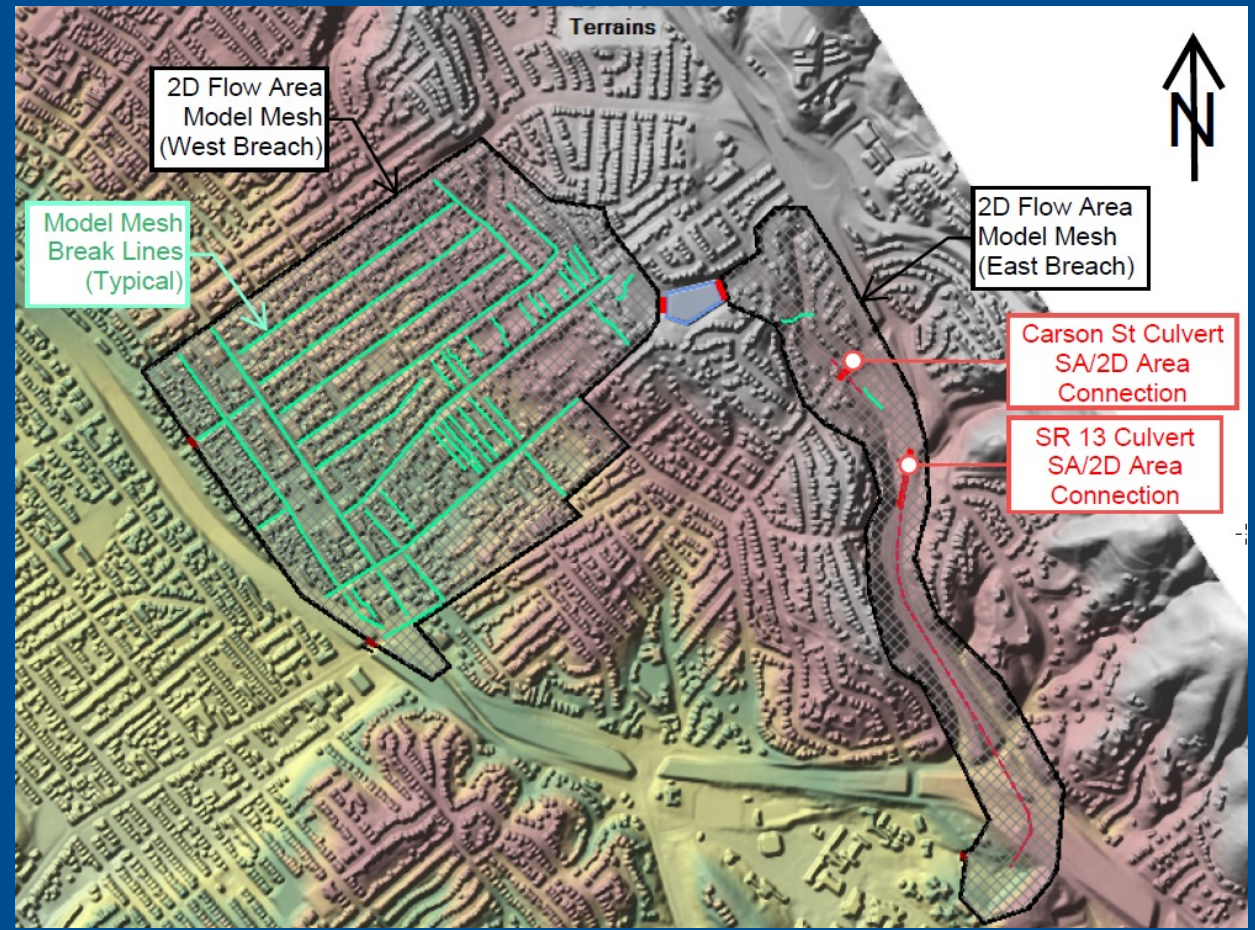 Terrains
2D Flow Area
Model Mesh
(West Breach)
N
Model Mesh
Break Lines
(Typical)
2D Flow Area
Model Mesh
(East Breach)
Carson St Culvert
SA/2D Area
Connection
SR 13 Culvert
SA/2D Area
Connection